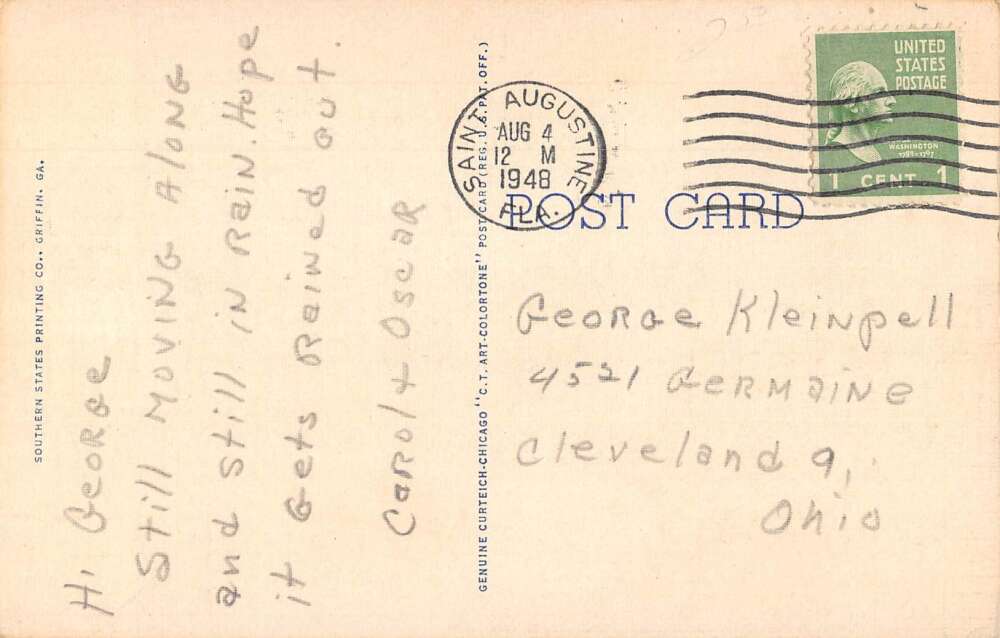 SOUTHERN STATES PRINTING CO., GRIFFIN, GA.
Hi George
Still Moving Along
and still in Rain. Hope
it gets Rained out.
Carol + Oscar
GENUINE CURTEICH-CHICAGO "C.T. ART-COLORTONE" POST CARD (REG. U.S. PAT. OFF.)
SAINT AUGUSTINE
AUG 4
12 M
1948
FLA.
UNITED
STATES
POSTAGE
WASHINGTON
1789-1797
1 CENT 1
POST CARD
George Kleinpell
4521 Germaine
Cleveland 9,
Ohio